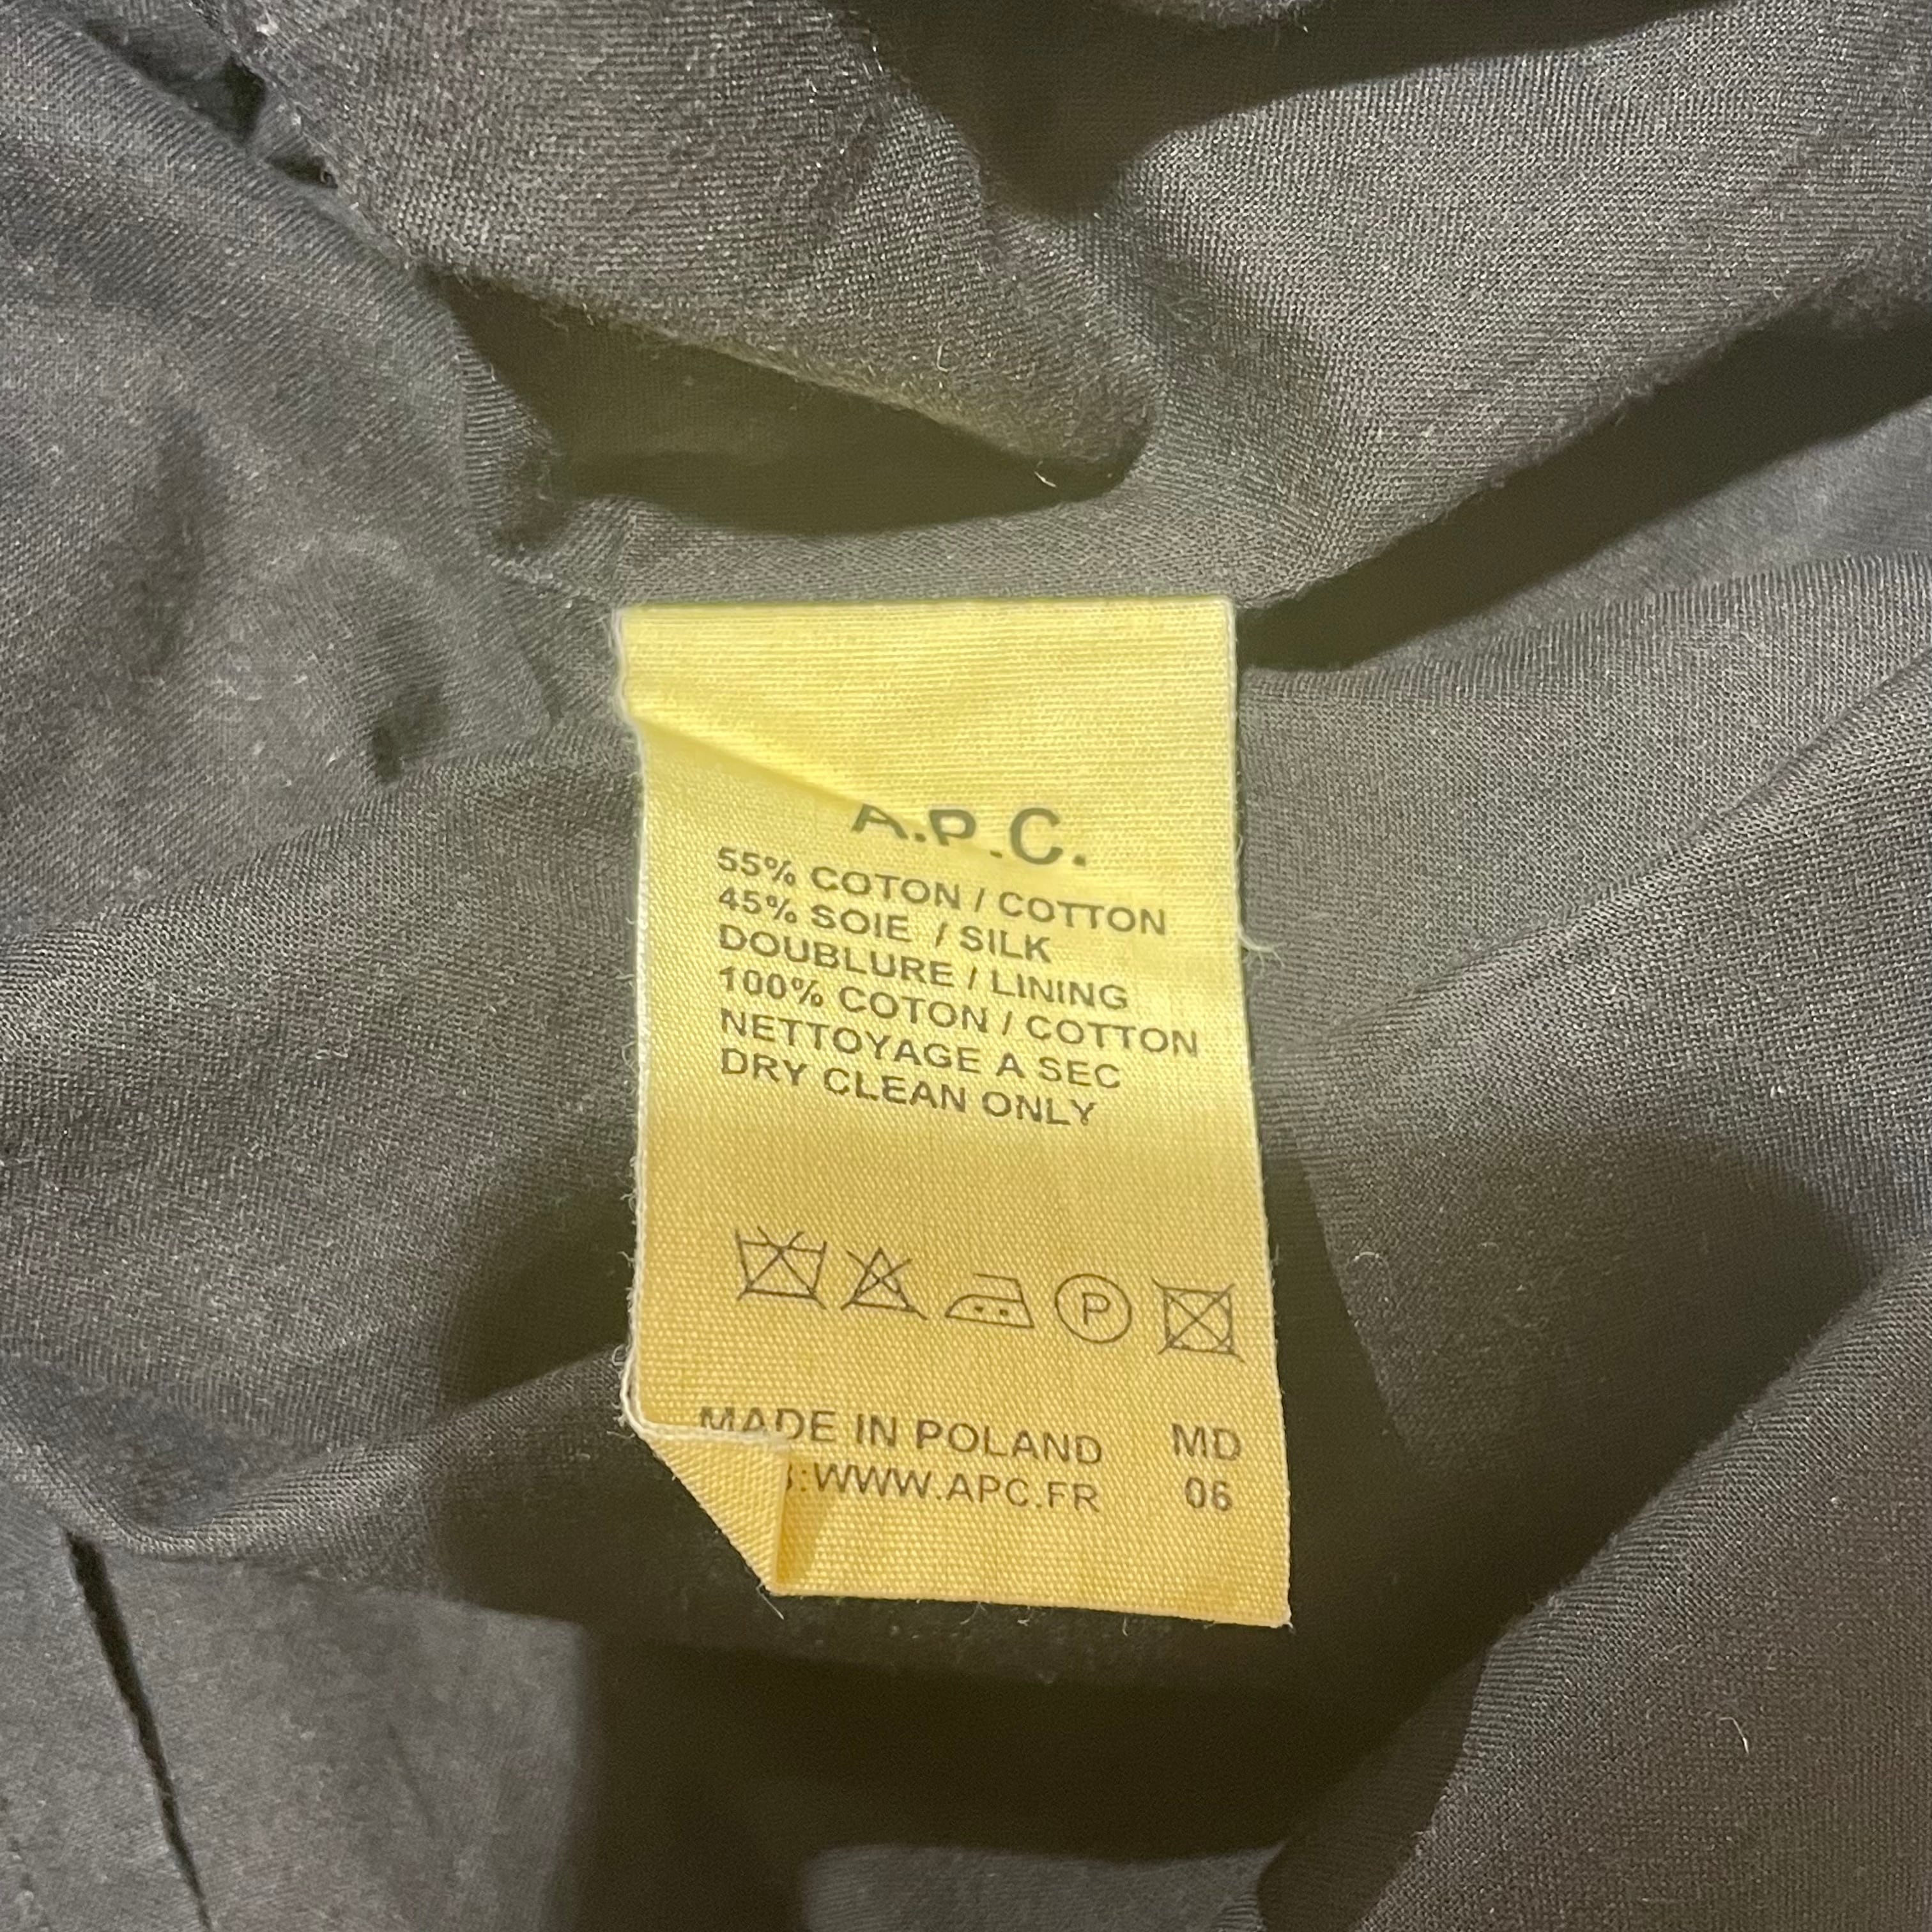 A.P.C.
55% COTON / COTTON
45% SOIE / SILK
DOUBLURE / LINING
100% COTON / COTTON
NETTOYAGE A SEC
DRY CLEAN ONLY
P
MADE IN POLAND MD
:WWW.APC.FR 06